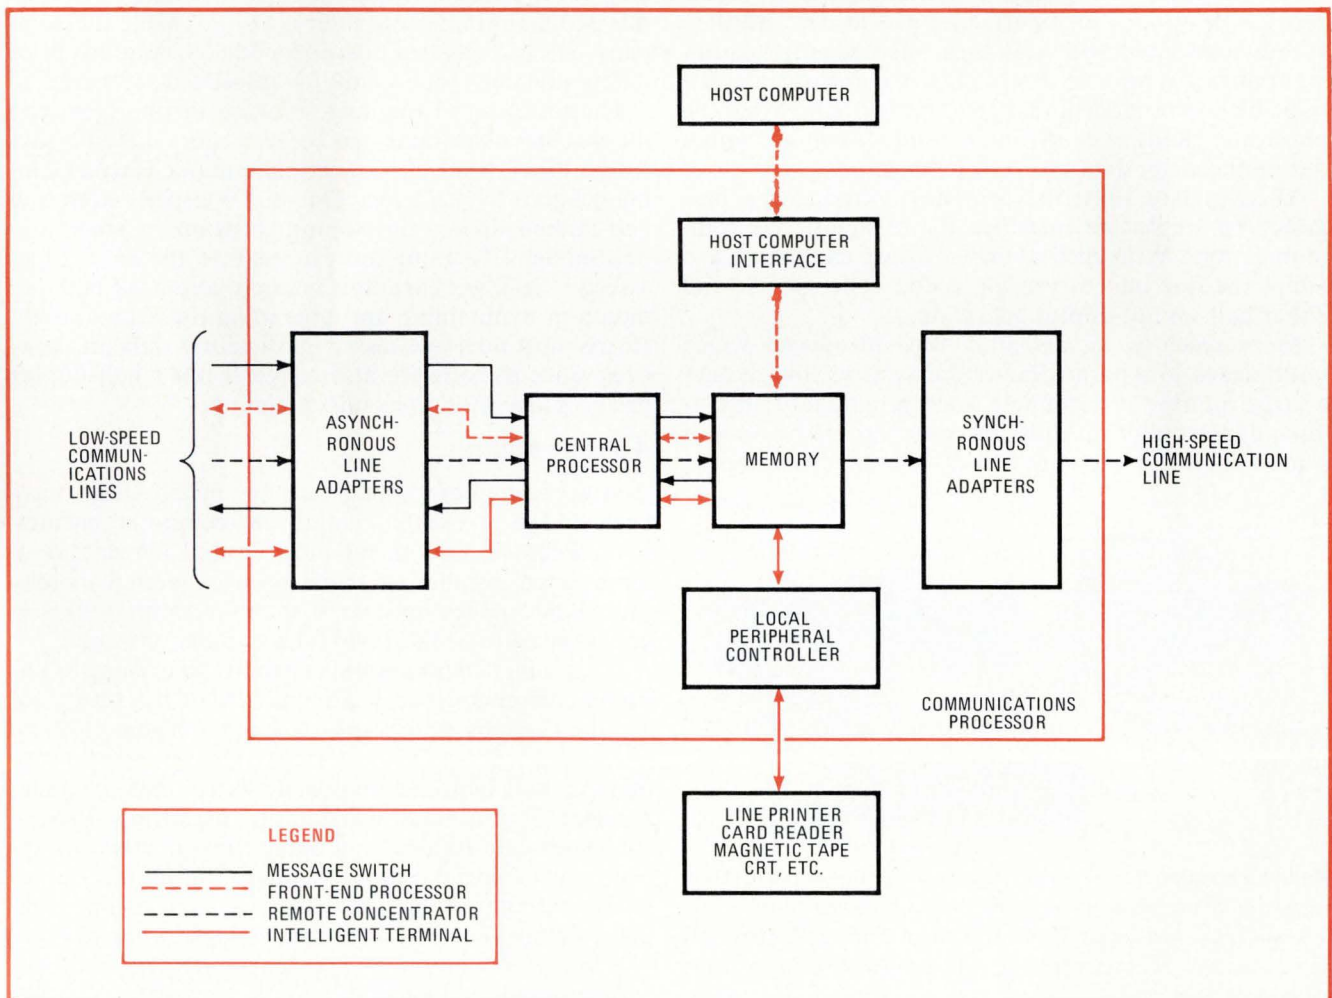 HOST COMPUTER
HOST COMPUTER
INTERFACE
LOW-SPEED
COMMUN-
ICATIONS
LINES
ASYNCH-
RONOUS
LINE
ADAPTERS
CENTRAL
PROCESSOR
MEMORY
SYNCH-
RONOUS
LINE
ADAPTERS
HIGH-SPEED
COMMUNICATION
LINE
LOCAL
PERIPHERAL
CONTROLLER
COMMUNICATIONS
PROCESSOR
LINE PRINTER
CARD READER
MAGNETIC TAPE
CRT, ETC.
LEGEND
MESSAGE SWITCH
FRONT-END PROCESSOR
REMOTE CONCENTRATOR
INTELLIGENT TERMINAL